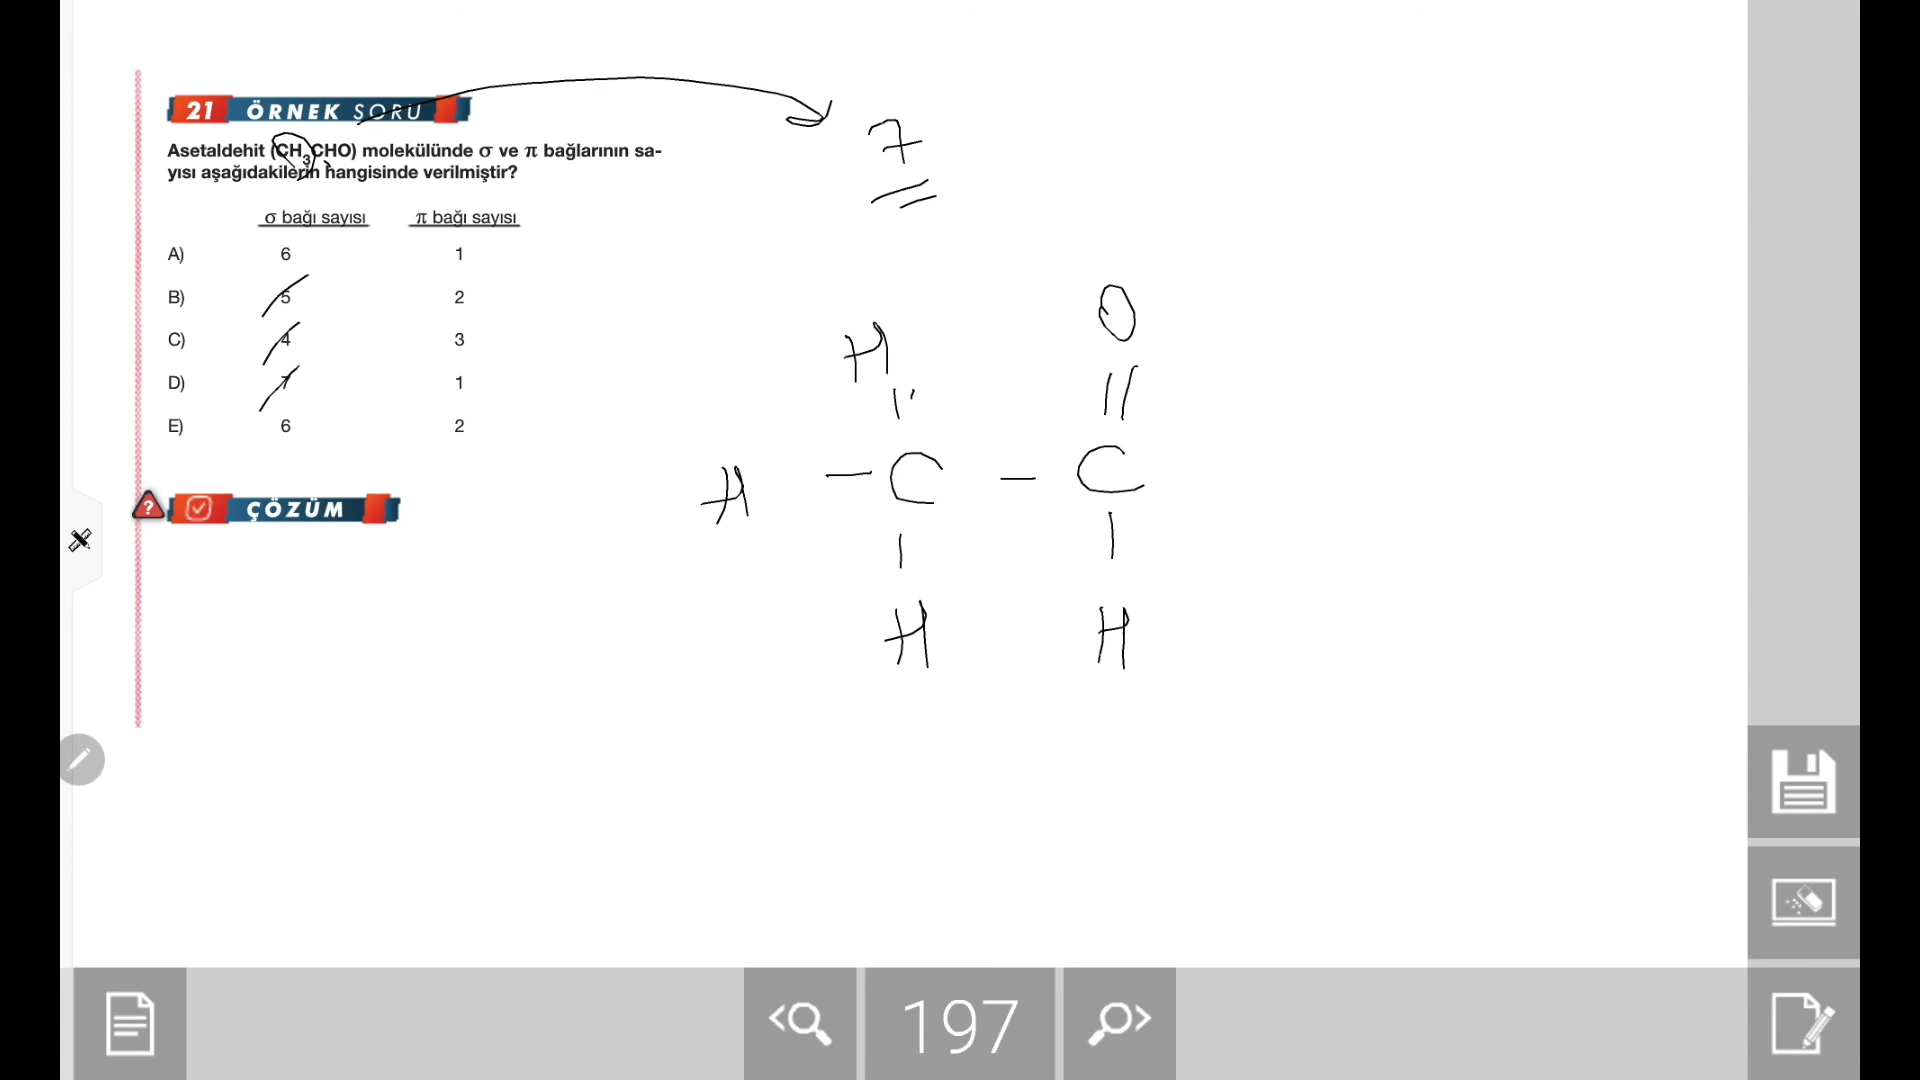 21 ÖRNEK SORU
Asetaldehit (CH3CHO) molekülünde σ ve π bağlarının sa-
yısı aşağıdakilerin hangisinde verilmiştir?
σ bağı sayısı π bağı sayısı
A) 6 1
B) 5 2
C) 4 3
D) 7 1
E) 6 2
? ÇÖZÜM
7
O
H
H - C - C
H H
197